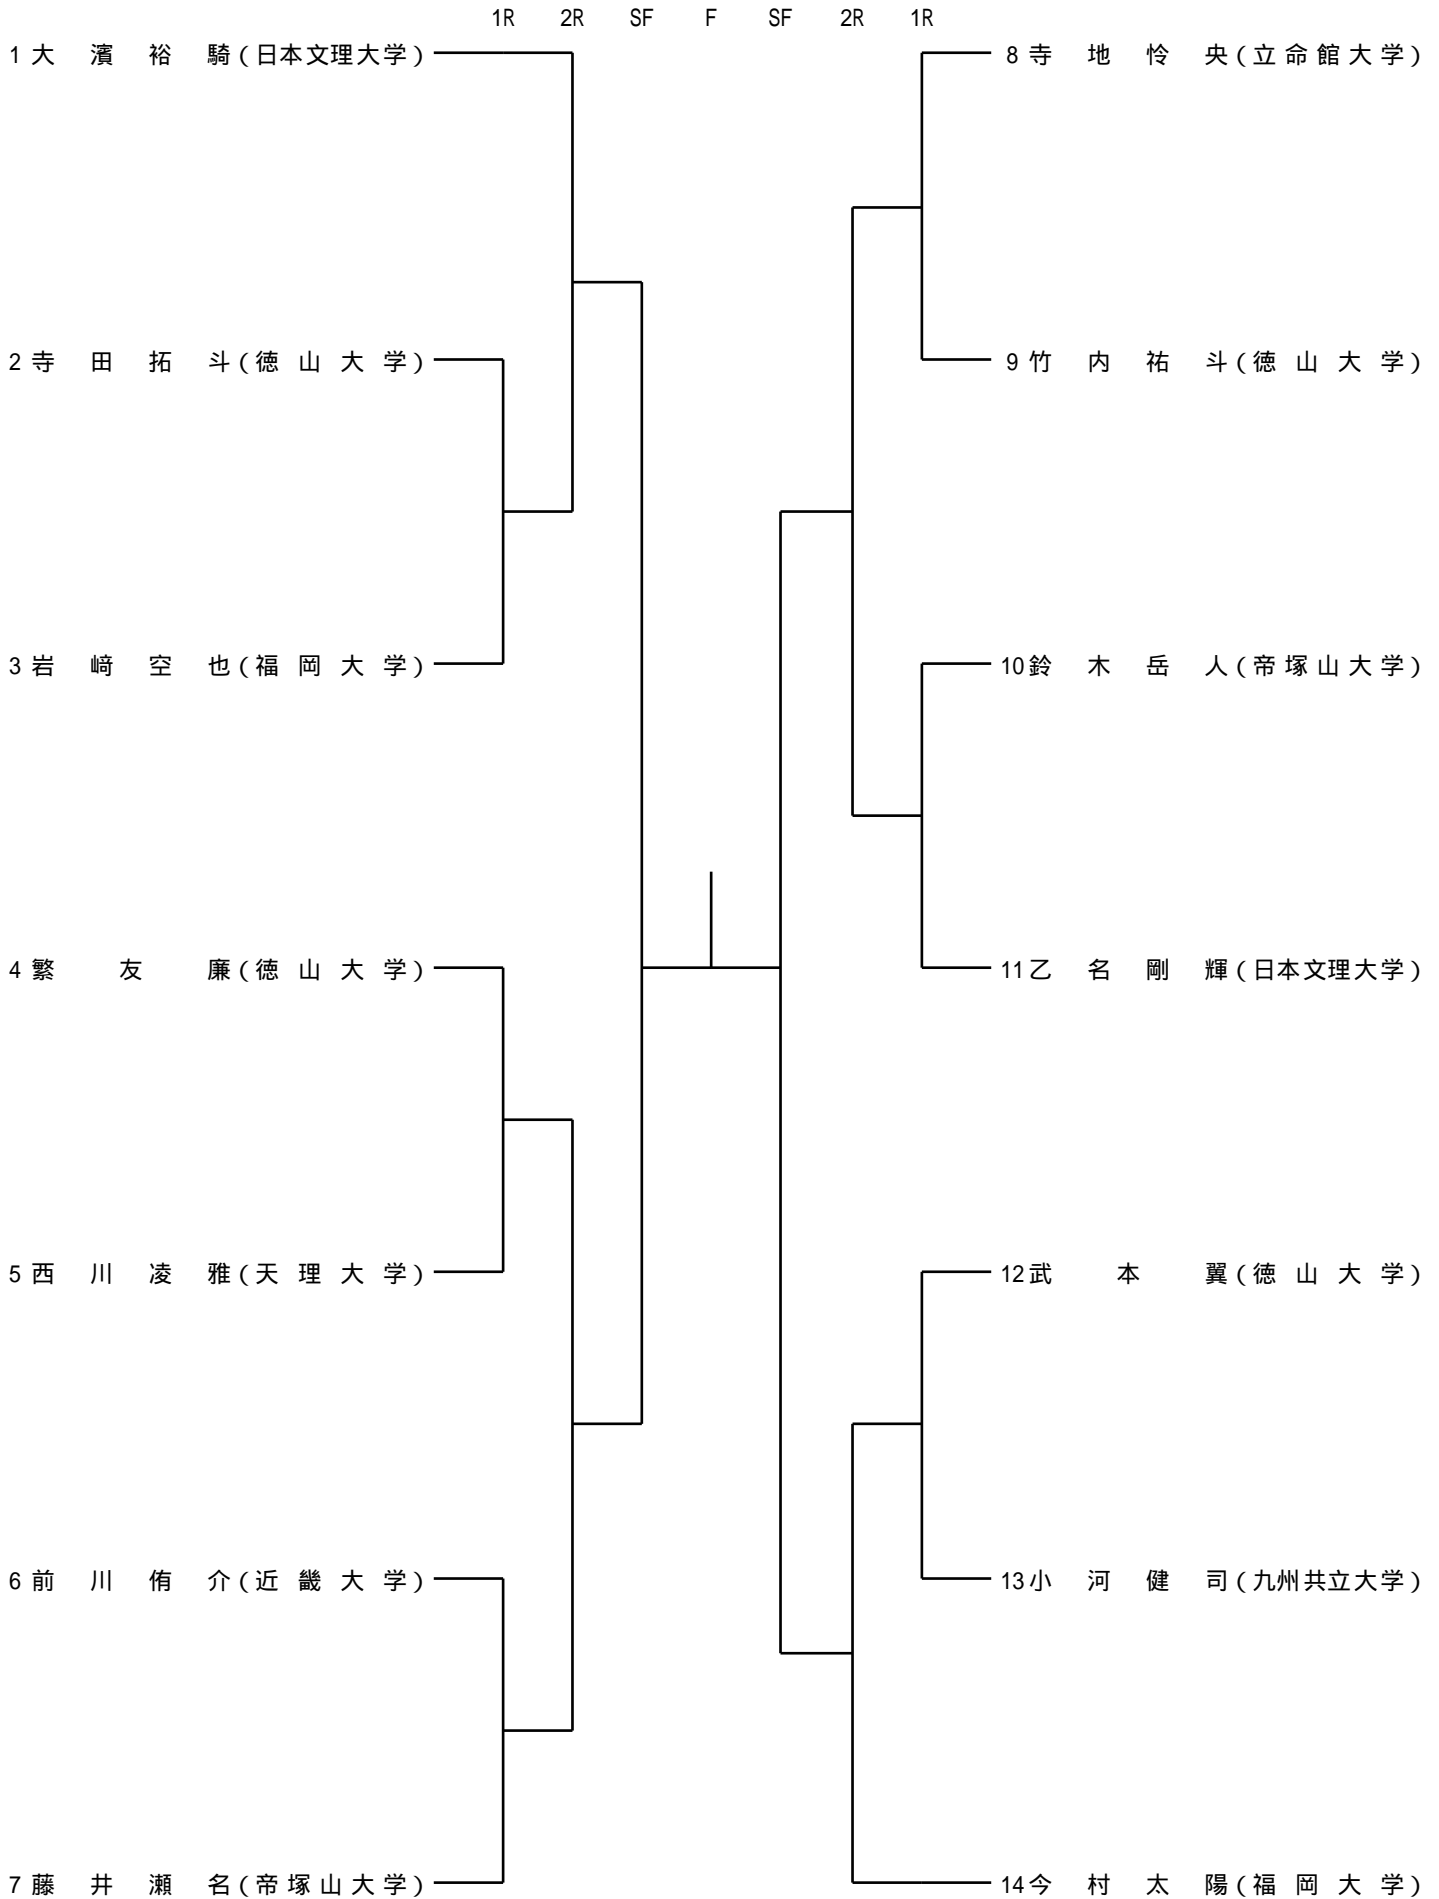 1R 2R SF F SF 2R 1R
1 大濱裕騎(日本文理大学)
2 寺田拓斗(徳山大学)
3 岩﨑空也(福岡大学)
4 繁友廉(徳山大学)
5 西川凌雅(天理大学)
6 前川侑介(近畿大学)
7 藤井瀬名(帝塚山大学)
8 寺地怜央(立命館大学)
9 竹内祐斗(徳山大学)
10 鈴木岳人(帝塚山大学)
11 乙名剛輝(日本文理大学)
12 武本翼(徳山大学)
13 小河健司(九州共立大学)
14 今村太陽(福岡大学)